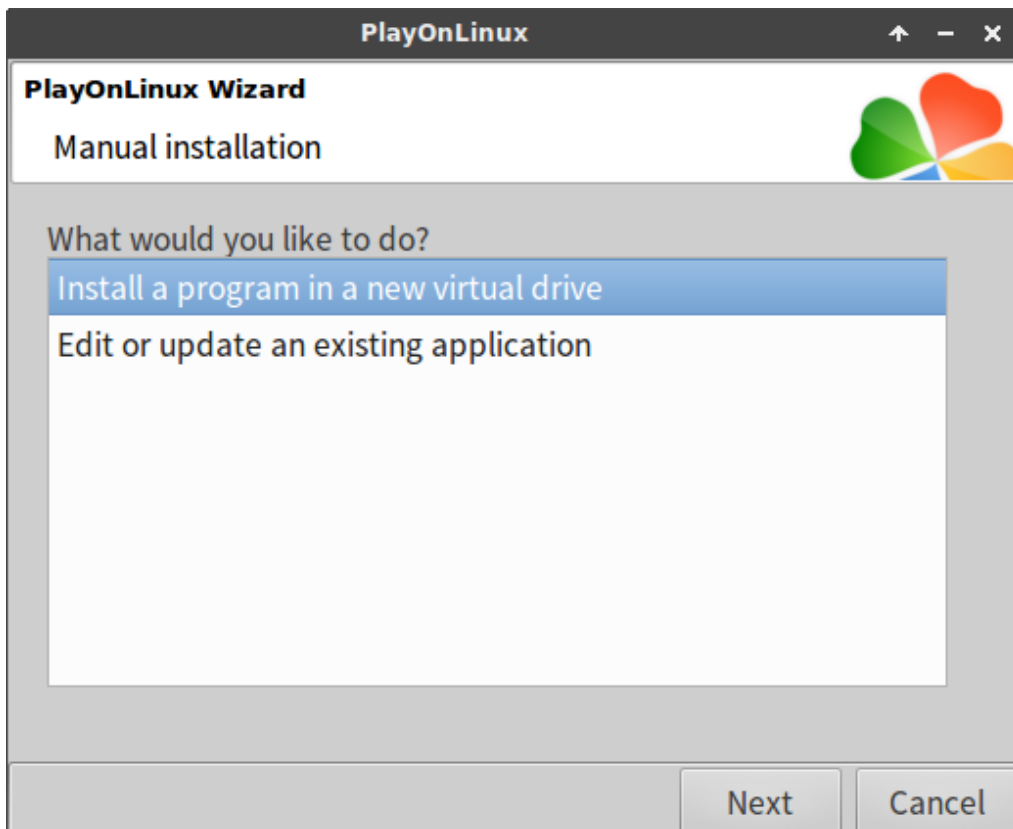 PlayOnLinux
PlayOnLinux Wizard
Manual installation
What would you like to do?
Install a program in a new virtual drive
Edit or update an existing application
Next
Cancel